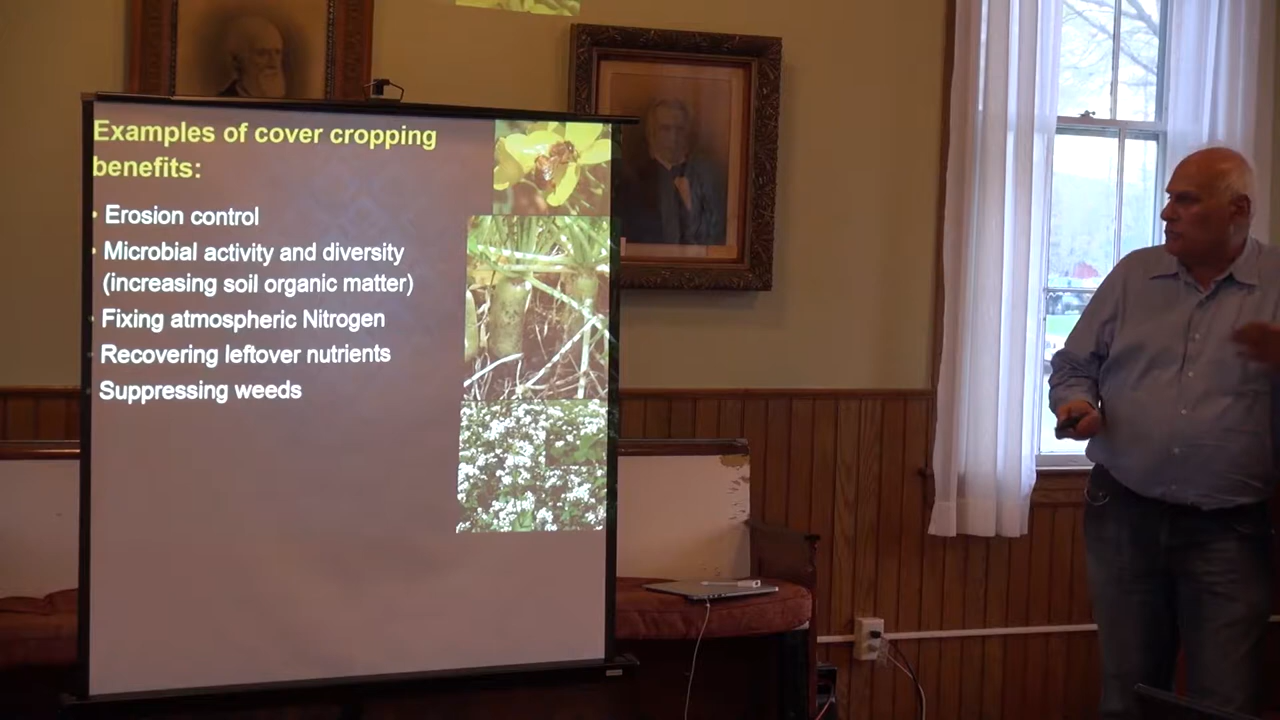 Examples of cover cropping
benefits:
• Erosion control
• Microbial activity and diversity
(increasing soil organic matter)
• Fixing atmospheric Nitrogen
• Recovering leftover nutrients
• Suppressing weeds